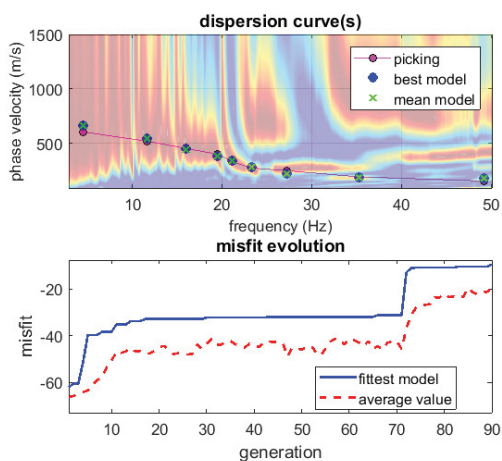 dispersion curve(s)
1500
1000
500
phase velocity (m/s)
picking
best model
mean model
10 20 30 40 50
frequency (Hz)
misfit evolution
-20
-40
-60
misfit
fittest model
average value
10 20 30 40 50 60 70 80 90
generation